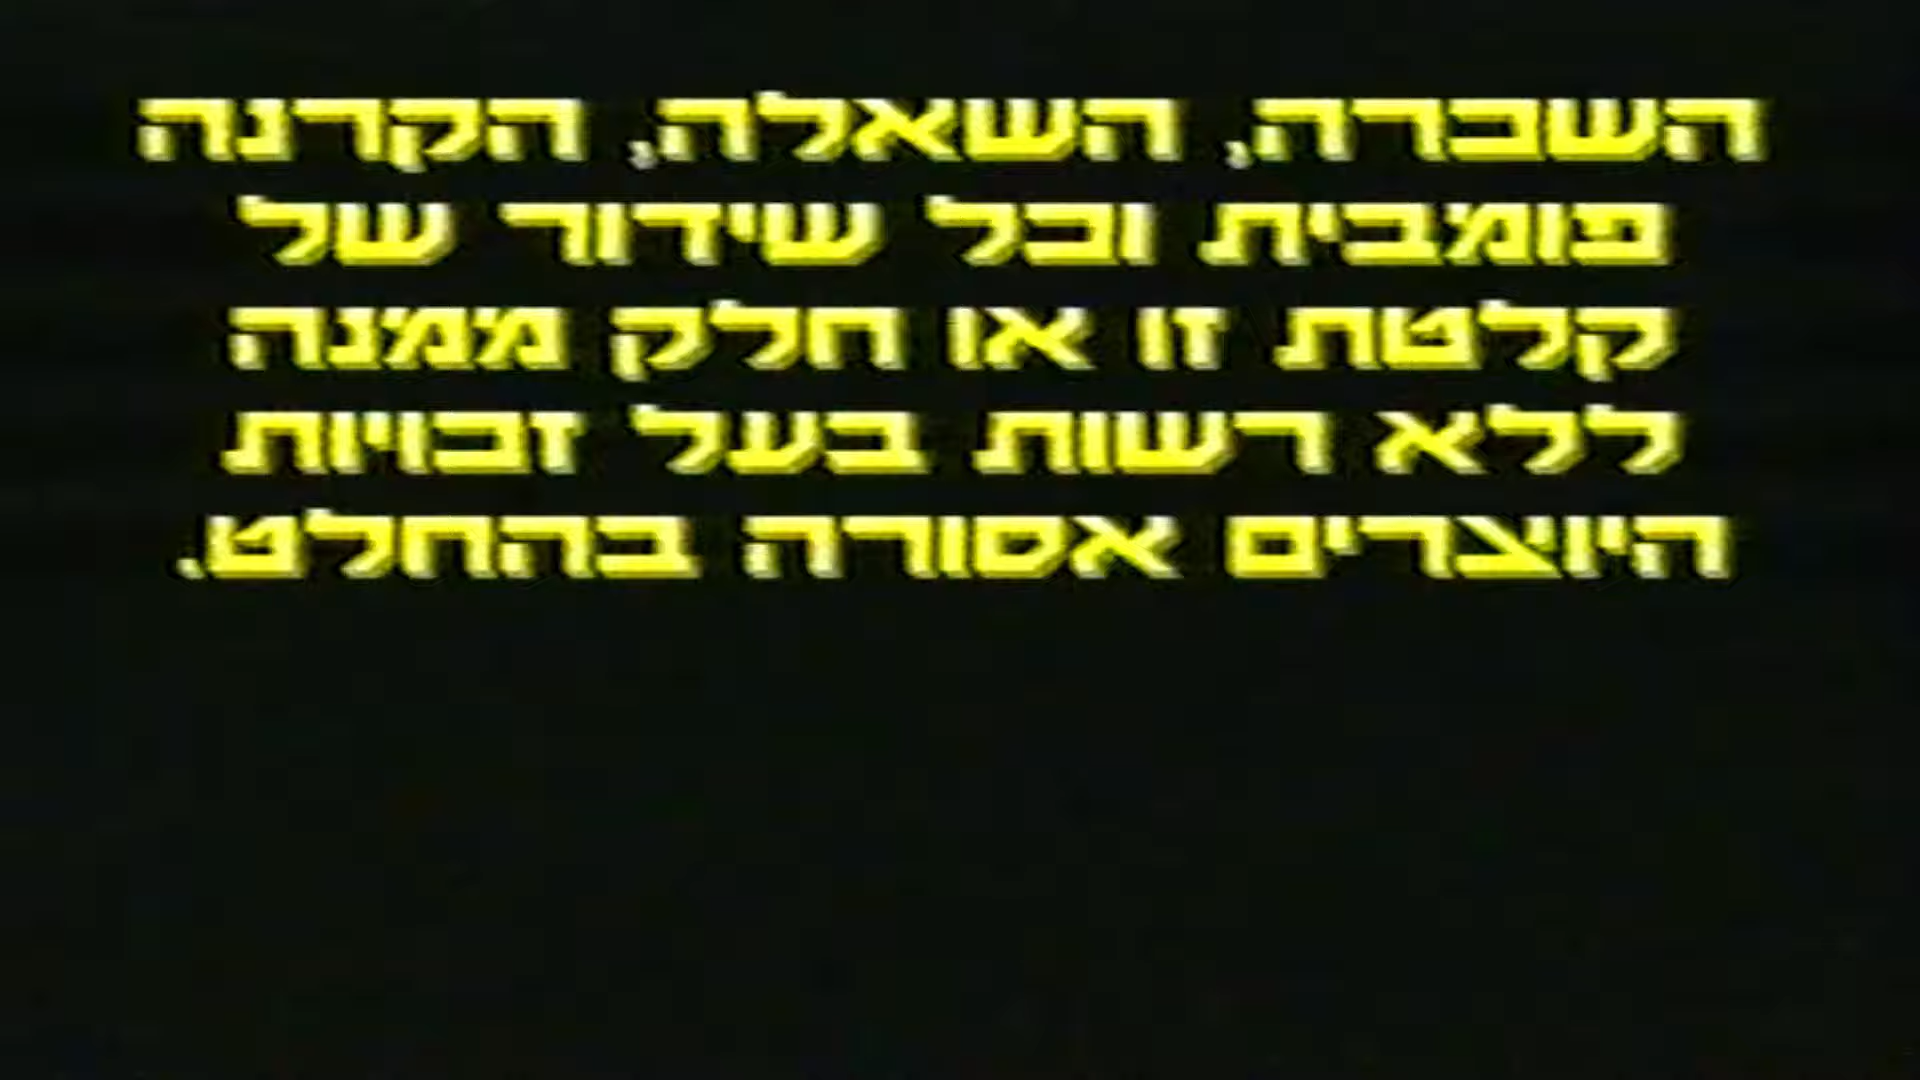 השכרה, השאלה, הקרנה
פומבית וכל שידור של
קלטת זו או חלק ממנה
ללא רשות בעל זכויות
היוצרים אסורה בהחלט.